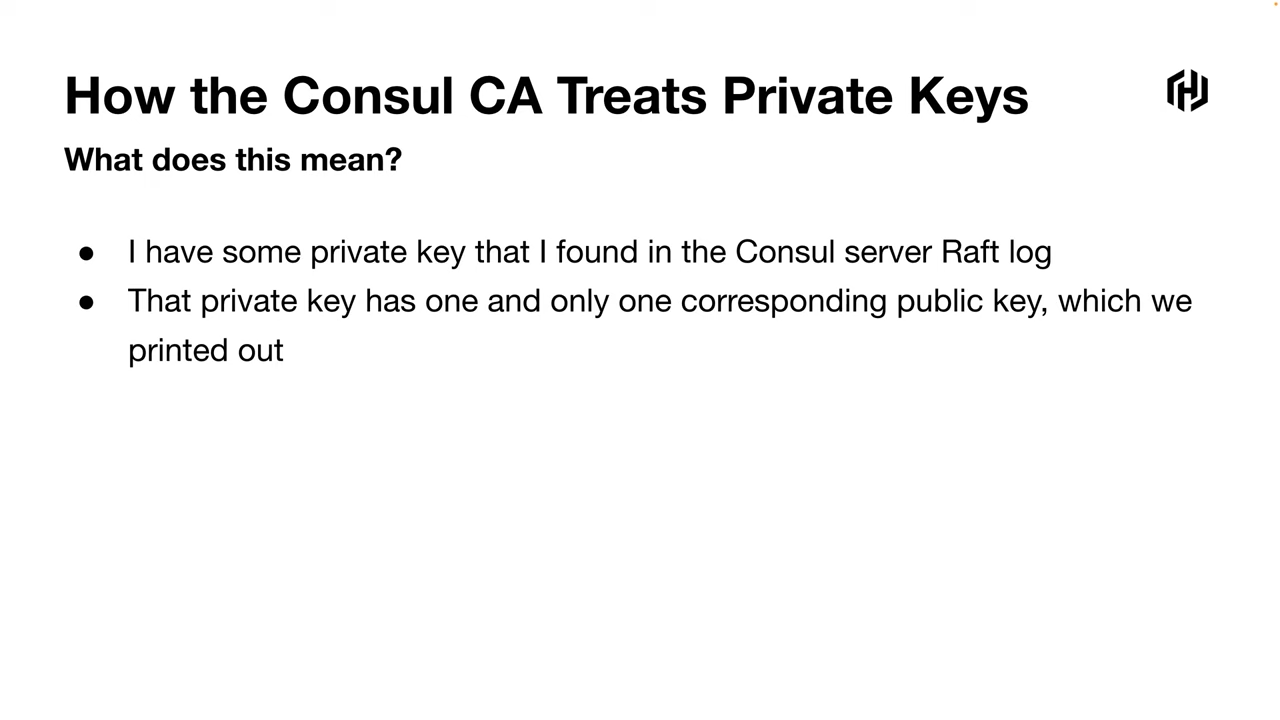 How the Consul CA Treats Private Keys
What does this mean?
● I have some private key that I found in the Consul server Raft log
● That private key has one and only one corresponding public key, which we
printed out